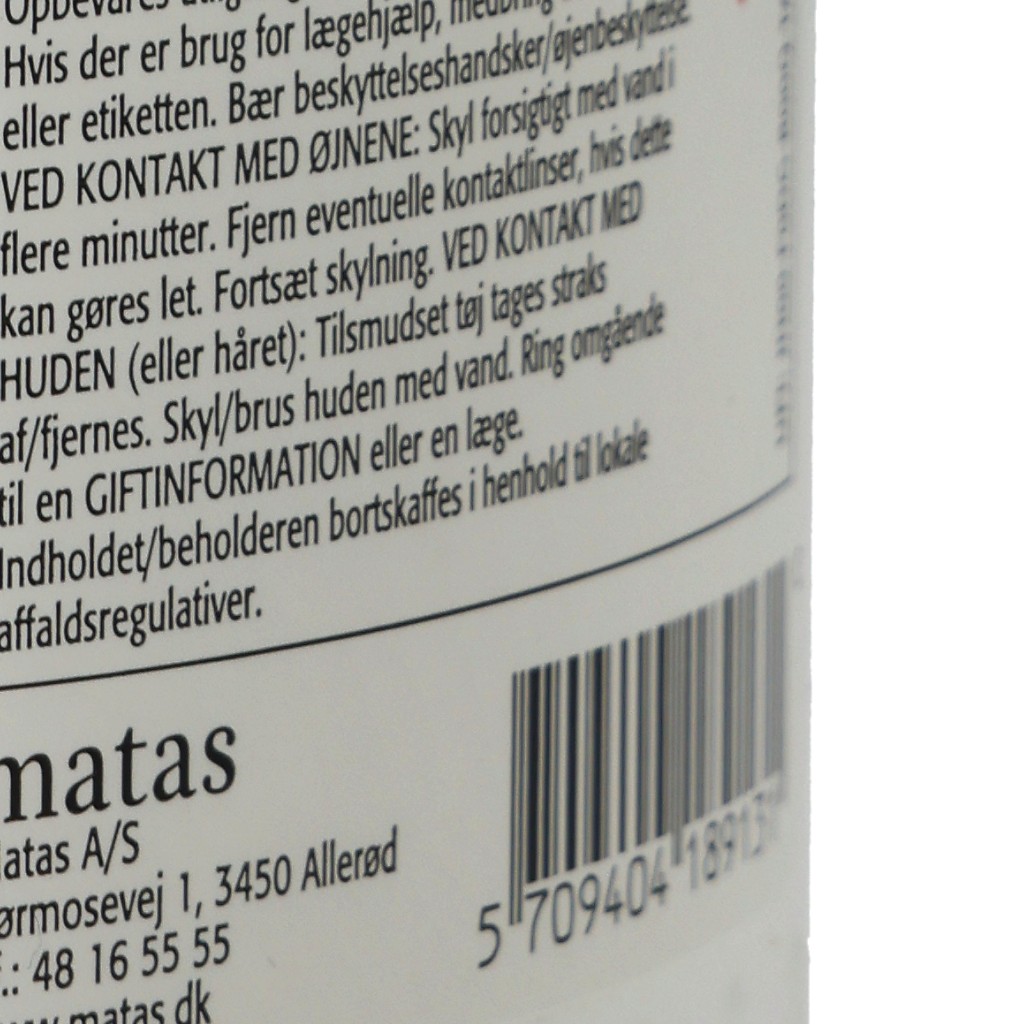 Opbevares
Hvis der er brug for lægehjælp, medbring
eller etiketten. Bær beskyttelseshandsker/øjenbeskyttelse
VED KONTAKT MED ØJNENE: Skyl forsigtigt med vand i
flere minutter. Fjern eventuelle kontaktlinser, hvis dette
kan gøres let. Fortsæt skylning. VED KONTAKT MED
HUDEN (eller håret): Tilsmudset tøj tages straks
af/fjernes. Skyl/brus huden med vand. Ring omgående
til en GIFTINFORMATION eller en læge.
Indholdet/beholderen bortskaffes i henhold til lokale
affaldsregulativer.
matas
atas A/S
ørmosevej 1, 3450 Allerød
.: 48 16 55 55
matas.dk
5 709404 18913